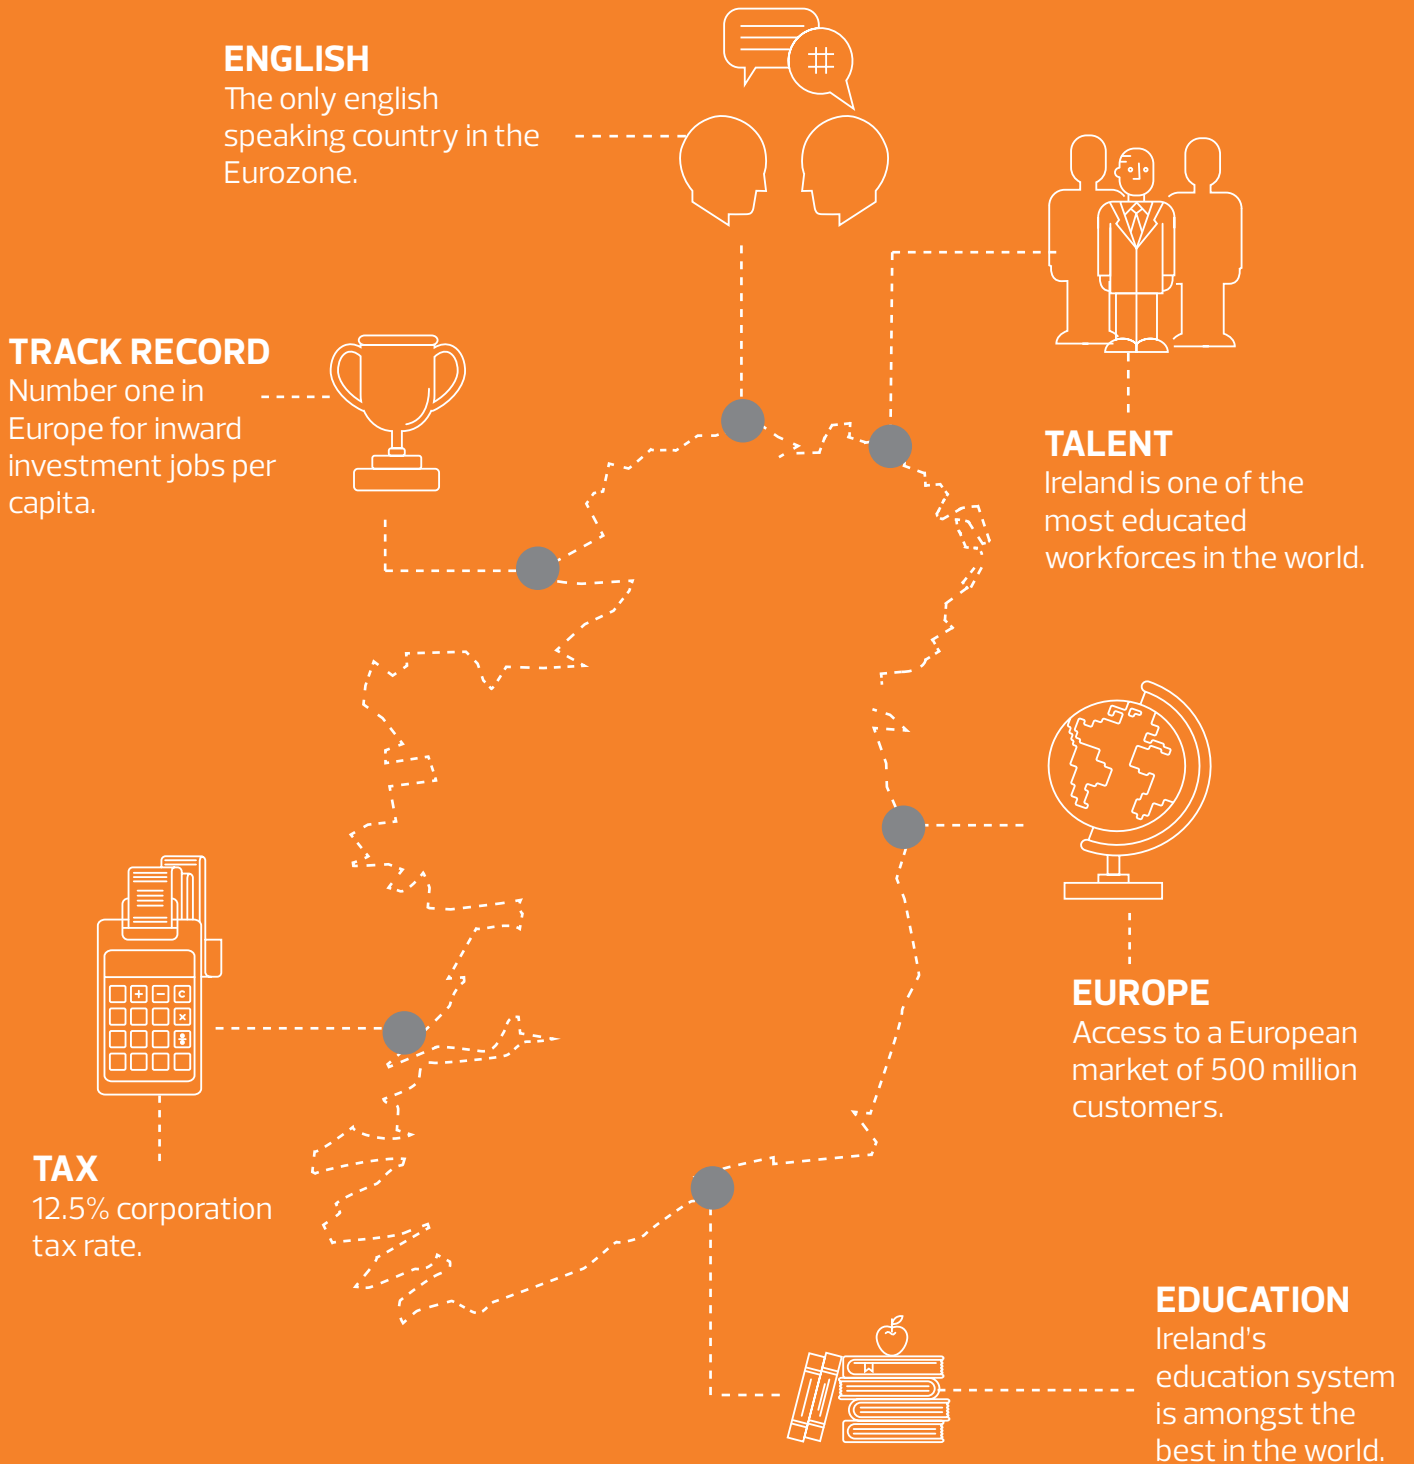 ENGLISH
The only english
speaking country in the
Eurozone.
#
TRACK RECORD
Number one in
Europe for inward
investment jobs per
capita.
TALENT
Ireland is one of the
most educated
workforces in the world.
EUROPE
Access to a European
market of 500 million
customers.
+ − C
×
÷
TAX
12.5% corporation
tax rate.
EDUCATION
Ireland's
education system
is amongst the
best in the world.